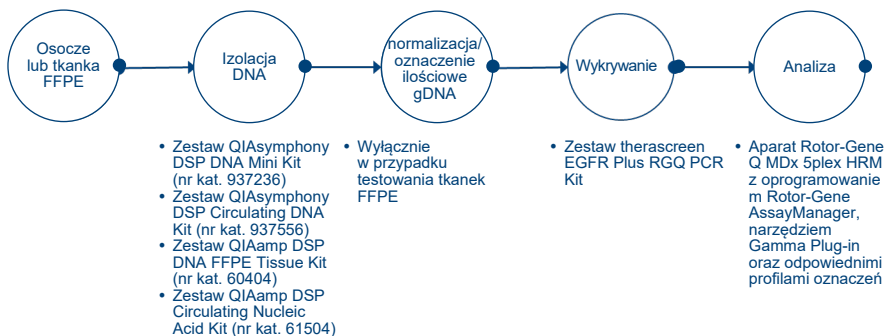 Osocze
lub tkanka
FFPE
Izolacja
DNA
normalizacja/
oznaczenie
ilościowe
gDNA
Wykrywanie
Analiza
• Zestaw QIAsymphony
DSP DNA Mini Kit
(nr kat. 937236)
• Zestaw QIAsymphony
DSP Circulating DNA
Kit (nr kat. 937556)
• Zestaw QIAamp DSP
DNA FFPE Tissue Kit
(nr kat. 60404)
• Zestaw QIAamp DSP
Circulating Nucleic
Acid Kit (nr kat. 61504)
• Wyłącznie
w przypadku
testowania tkanek
FFPE
• Zestaw therascreen
EGFR Plus RGQ PCR
Kit
• Aparat Rotor-Gene
Q MDx 5plex HRM
z oprogramowanie
m Rotor-Gene
AssayManager,
narzędziem
Gamma Plug-in
oraz odpowiednimi
profilami oznaczeń